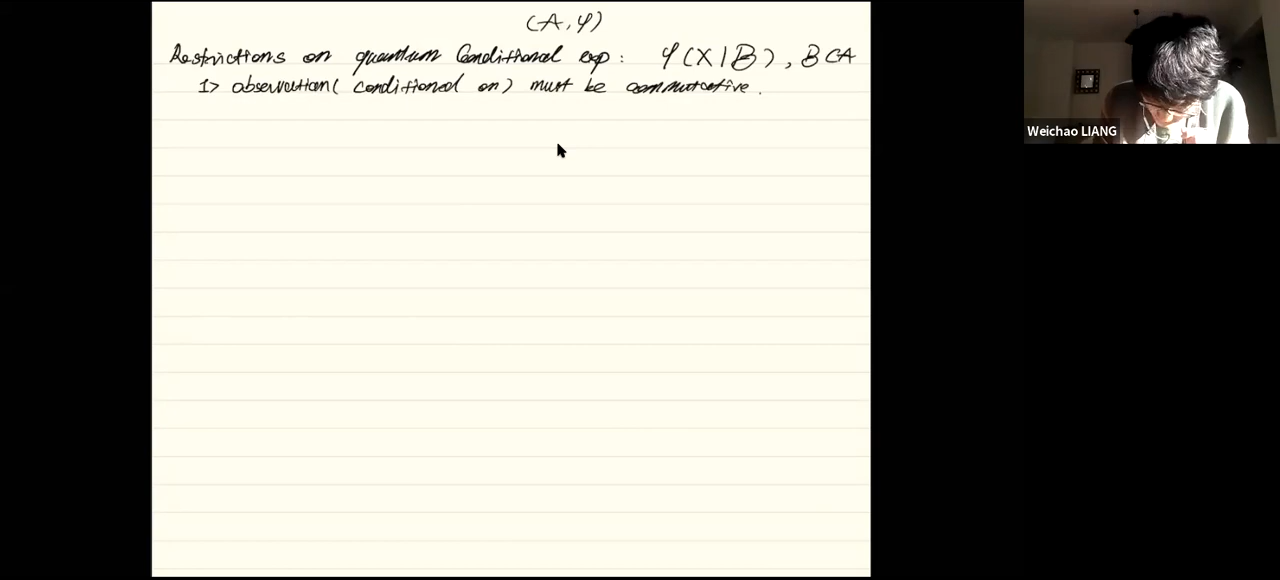 (A, φ)
Restrictions on quantum Conditional exp: φ(X|B), B⊂A
1> observation( conditional on) must be commutative.
Weichao LIANG